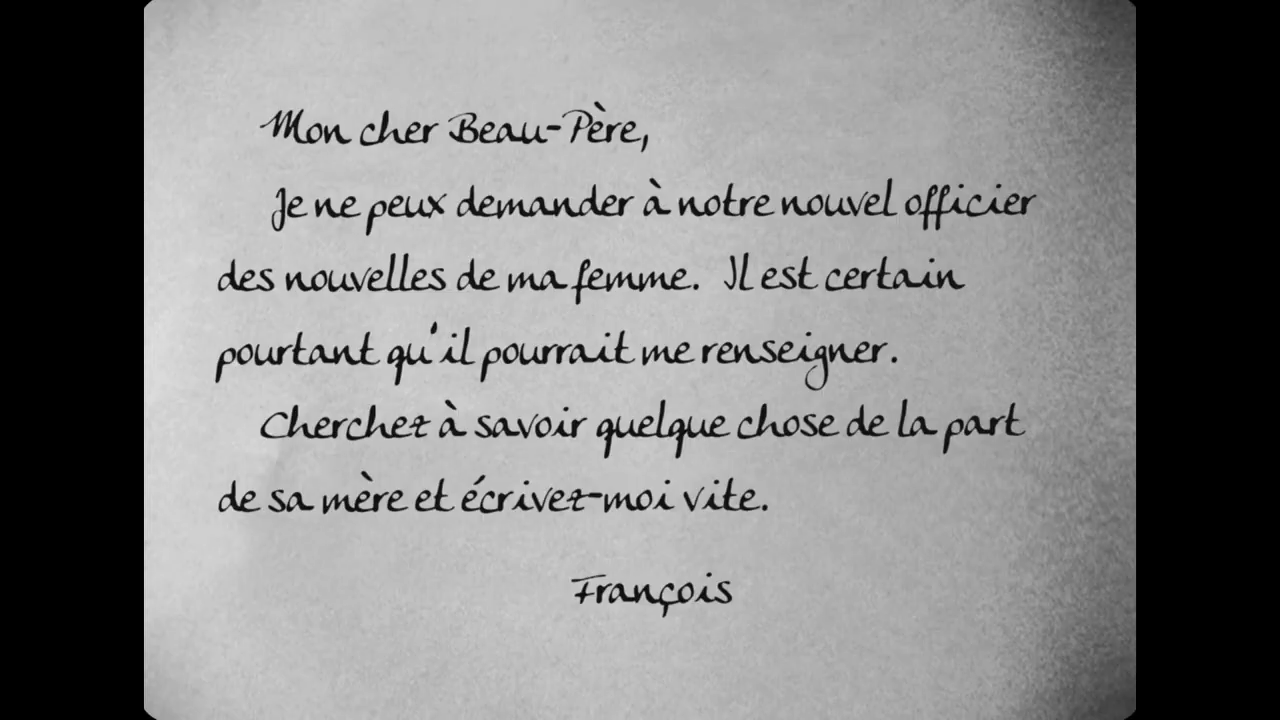 Mon cher Beau-Père,
Je ne peux demander à notre nouvel officier
des nouvelles de ma femme. Il est certain
pourtant qu'il pourrait me renseigner.
Cherchez à savoir quelque chose de la part
de sa mère et écrivez-moi vite.
François